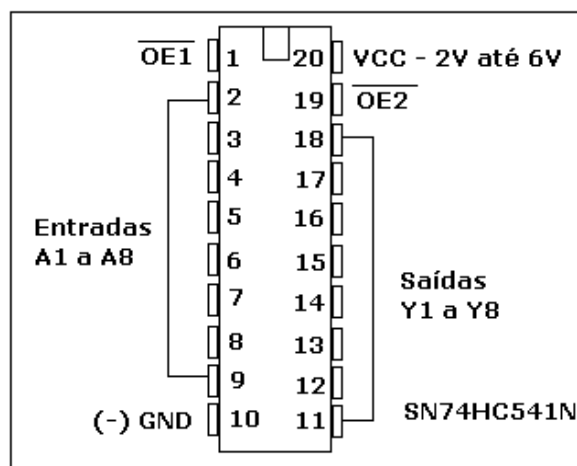 OE1 1 20 VCC - 2V até 6V
2 19 OE2
3 18
4 17
5 16
Entradas
A1 a A8
6 15
7 14
Saídas
Y1 a Y8
8 13
9 12
(-) GND 10 11 SN74HC541N